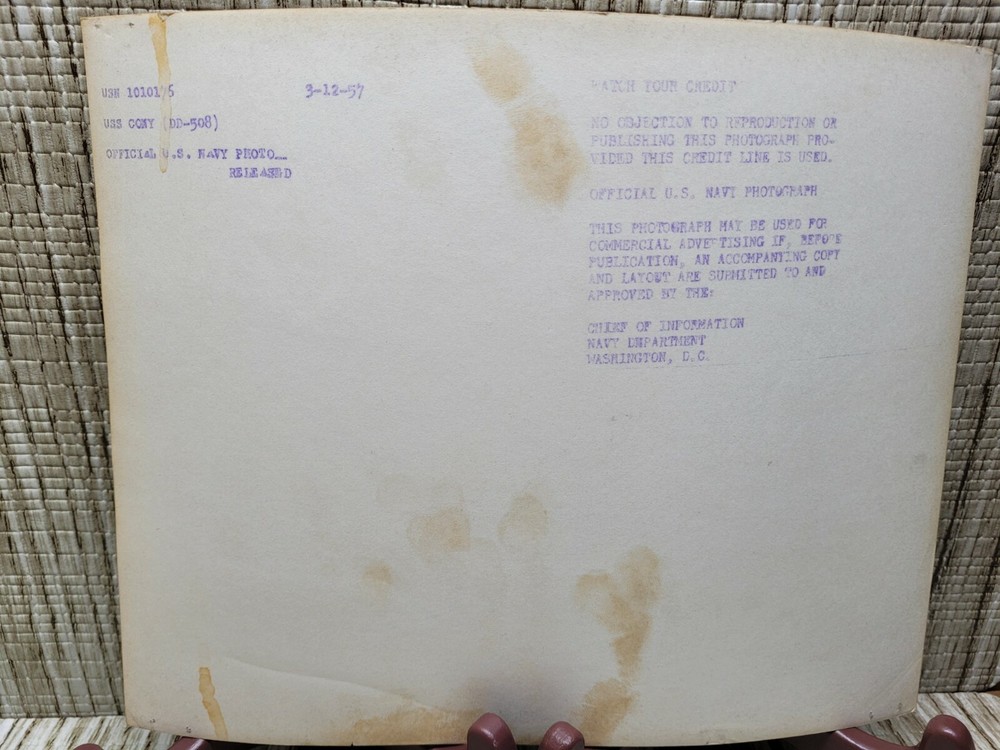 USN 3-12-57
USS CONY (DD-508)
OFFICIAL U.S. NAVY PHOTO__
RELEASED
WATCH YOUR CREDIT
NO OBJECTION TO REPRODUCTION OR
PUBLISHING THIS PHOTOGRAPH PRO-
VIDED THIS CREDIT LINE IS USED.
OFFICIAL U.S. NAVY PHOTOGRAPH
THIS PHOTOGRAPH MAY BE USED FOR
COMMERCIAL ADVERTISING IF, BEFORE
PUBLICATION, AN ACCOMPANYING COPY
AND LAYOUT ARE SUBMITTED TO AND
APPROVED BY THE:
CHIEF OF INFORMATION
NAVY DEPARTMENT
WASHINGTON, D.C.